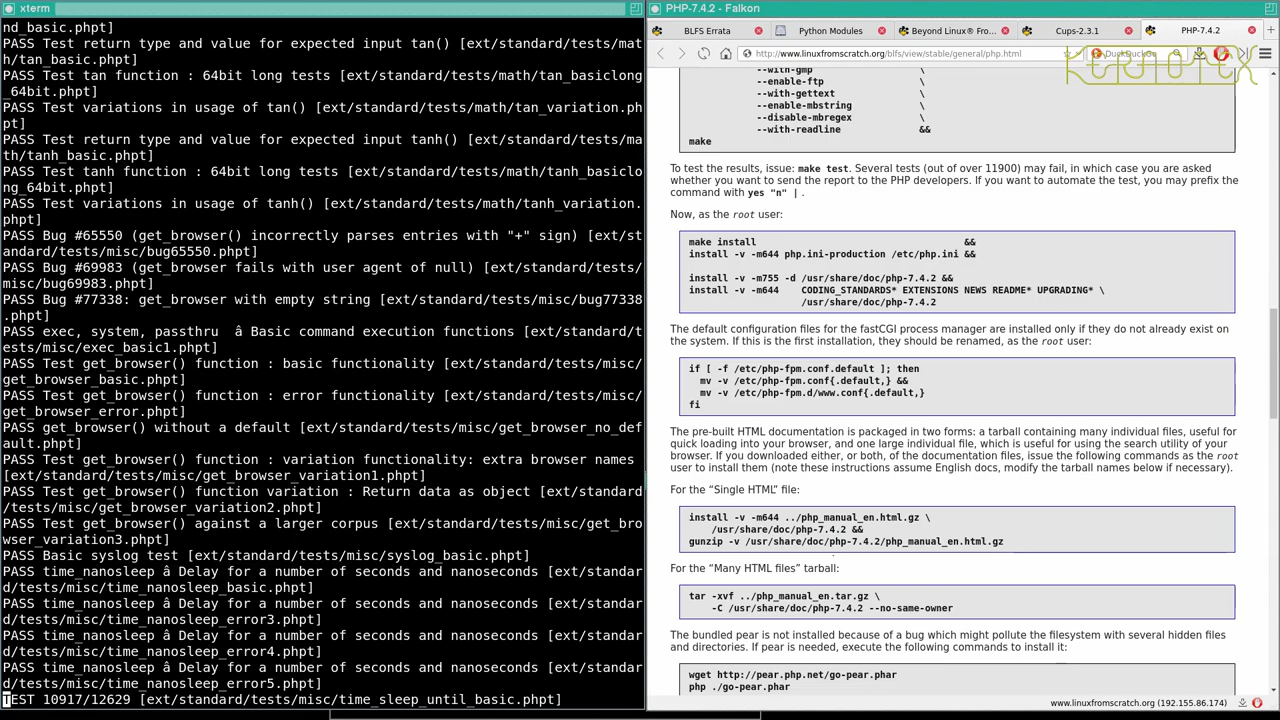 xterm
nd_basic.phpt]
PASS Test return type and value for expected input tan() [ext/standard/tests/mat
h/tan_basic.phpt]
PASS Test tan function : 64bit long tests [ext/standard/tests/math/tan_basiclong
_64bit.phpt]
PASS Test variations in usage of tan() [ext/standard/tests/math/tan_variation.ph
pt]
PASS Test return type and value for expected input tanh() [ext/standard/tests/ma
th/tanh_basic.phpt]
PASS Test tanh function : 64bit long tests [ext/standard/tests/math/tanh_basiclo
ng_64bit.phpt]
PASS Test variations in usage of tanh() [ext/standard/tests/math/tanh_variation.
phpt]
PASS Bug #65550 (get_browser() incorrectly parses entries with "+" sign) [ext/st
andard/tests/misc/bug65550.phpt]
PASS Bug #69983 (get_browser fails with user agent of null) [ext/standard/tests/
misc/bug69983.phpt]
PASS Bug #77338: get_browser with empty string [ext/standard/tests/misc/bug77338
.phpt]
PASS exec, system, passthru  â Basic command execution functions [ext/standard/t
ests/misc/exec_basic1.phpt]
PASS Test get_browser() function : basic functionality [ext/standard/tests/misc/
get_browser_basic.phpt]
PASS Test get_browser() function : error functionality [ext/standard/tests/misc/
get_browser_error.phpt]
PASS get_browser() without a default [ext/standard/tests/misc/get_browser_no_def
ault.phpt]
PASS Test get_browser() function : variation functionality: extra browser names
[ext/standard/tests/misc/get_browser_variation1.phpt]
PASS Test get_browser() function variation : Return data as object [ext/standard
/tests/misc/get_browser_variation2.phpt]
PASS Test get_browser() against a larger corpus [ext/standard/tests/misc/get_bro
wser_variation3.phpt]
PASS Basic syslog test [ext/standard/tests/misc/syslog_basic.phpt]
PASS time_nanosleep â Delay for a number of seconds and nanoseconds [ext/standar
d/tests/misc/time_nanosleep_basic.phpt]
PASS time_nanosleep â Delay for a number of seconds and nanoseconds [ext/standar
d/tests/misc/time_nanosleep_error3.phpt]
PASS time_nanosleep â Delay for a number of seconds and nanoseconds [ext/standar
d/tests/misc/time_nanosleep_error4.phpt]
PASS time_nanosleep â Delay for a number of seconds and nanoseconds [ext/standar
d/tests/misc/time_nanosleep_error5.phpt]
TEST 10917/12629 [ext/standard/tests/misc/time_sleep_until_basic.phpt]
PHP-7.4.2 - Falkon
BLFS Errata
Python Modules
Beyond Linux® Fro...
Cups-2.3.1
PHP-7.4.2
http://www.linuxfromscratch.org/blfs/view/stable/general/php.html
DuckDuckGo
--with-gmp \
--enable-ftp \
--with-gettext \
--enable-mbstring \
--disable-mbregex \
--with-readline &&
make
To test the results, issue: make test. Several tests (out of over 11900) may fail, in which case you are asked
whether you want to send the report to the PHP developers. If you want to automate the test, you may prefix the
command with yes "n" | .
Now, as the root user:
make install &&
install -v -m644 php.ini-production /etc/php.ini &&
install -v -m755 -d /usr/share/doc/php-7.4.2 &&
install -v -m644 CODING_STANDARDS* EXTENSIONS NEWS README* UPGRADING* \
/usr/share/doc/php-7.4.2
The default configuration files for the fastCGI process manager are installed only if they do not already exist on
the system. If this is the first installation, they should be renamed, as the root user:
if [ -f /etc/php-fpm.conf.default ]; then
mv -v /etc/php-fpm.conf{.default,} &&
mv -v /etc/php-fpm.d/www.conf{.default,}
fi
The pre-built HTML documentation is packaged in two forms: a tarball containing many individual files, useful for
quick loading into your browser, and one large individual file, which is useful for using the search utility of your
browser. If you downloaded either, or both, of the documentation files, issue the following commands as the root
user to install them (note these instructions assume English docs, modify the tarball names below if necessary).
For the “Single HTML” file:
install -v -m644 ../php_manual_en.html.gz \
/usr/share/doc/php-7.4.2 &&
gunzip -v /usr/share/doc/php-7.4.2/php_manual_en.html.gz
For the “Many HTML files” tarball:
tar -xvf ../php_manual_en.tar.gz \
-C /usr/share/doc/php-7.4.2 --no-same-owner
The bundled pear is not installed because of a bug which might pollute the filesystem with several hidden files
and directories. If pear is needed, execute the following commands to install it:
wget http://pear.php.net/go-pear.phar
php ./go-pear.phar
www.linuxfromscratch.org (192.155.86.174)